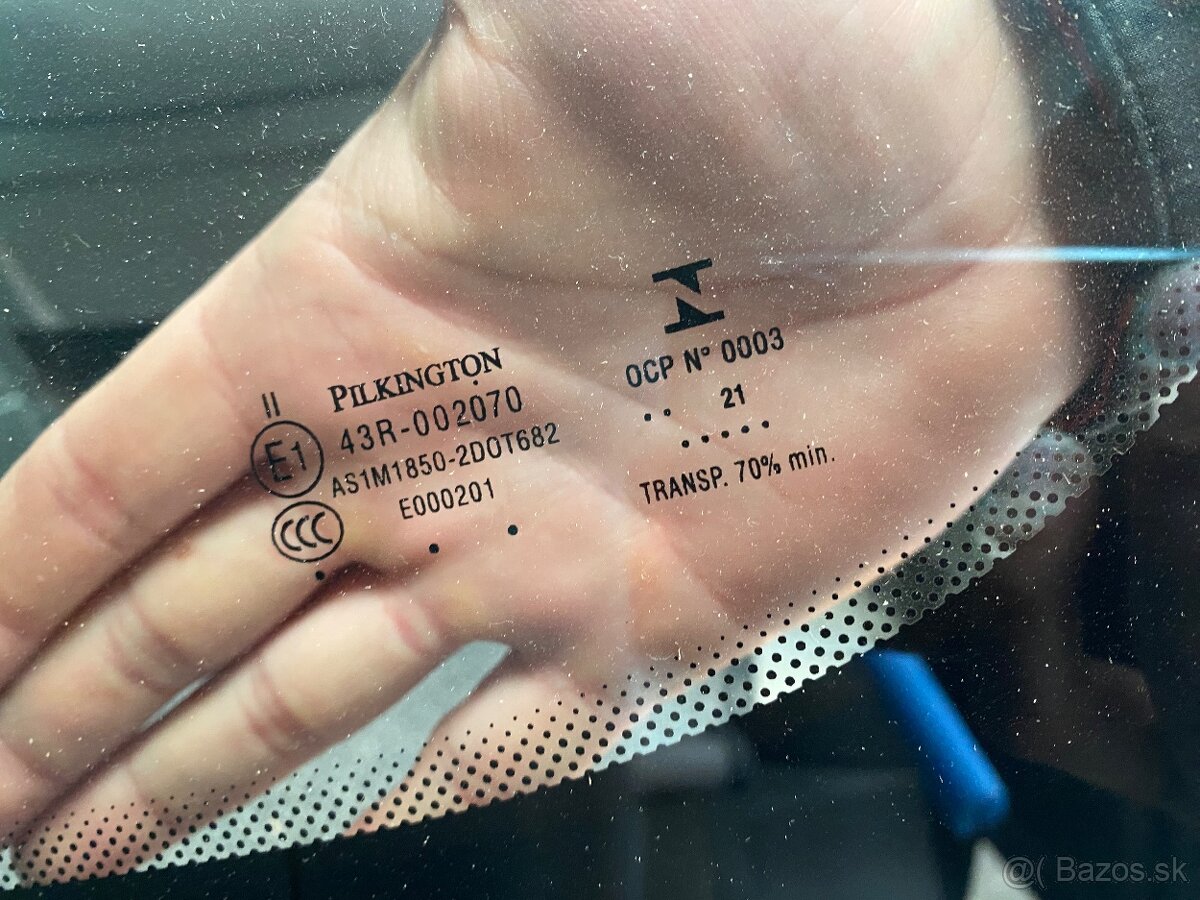 II
PILKINGTON
E1
43R-002070
AS1M1850-2DOT682
E000201
CCC
OCP N° 0003
.. 21
.....
TRANSP. 70% min.
@( Bazos.sk